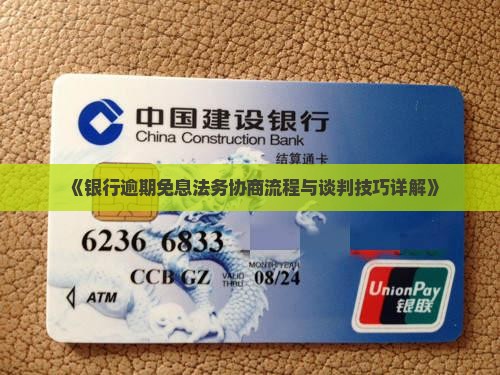 中国建设银行
China Construction Bank
结算通卡
《银行逾期免息法务协商流程与谈判技巧详解》
6236 6833
MONTH/YEAR
CCB GZ VALID THRU 08/24
ATM
UnionPay
银联